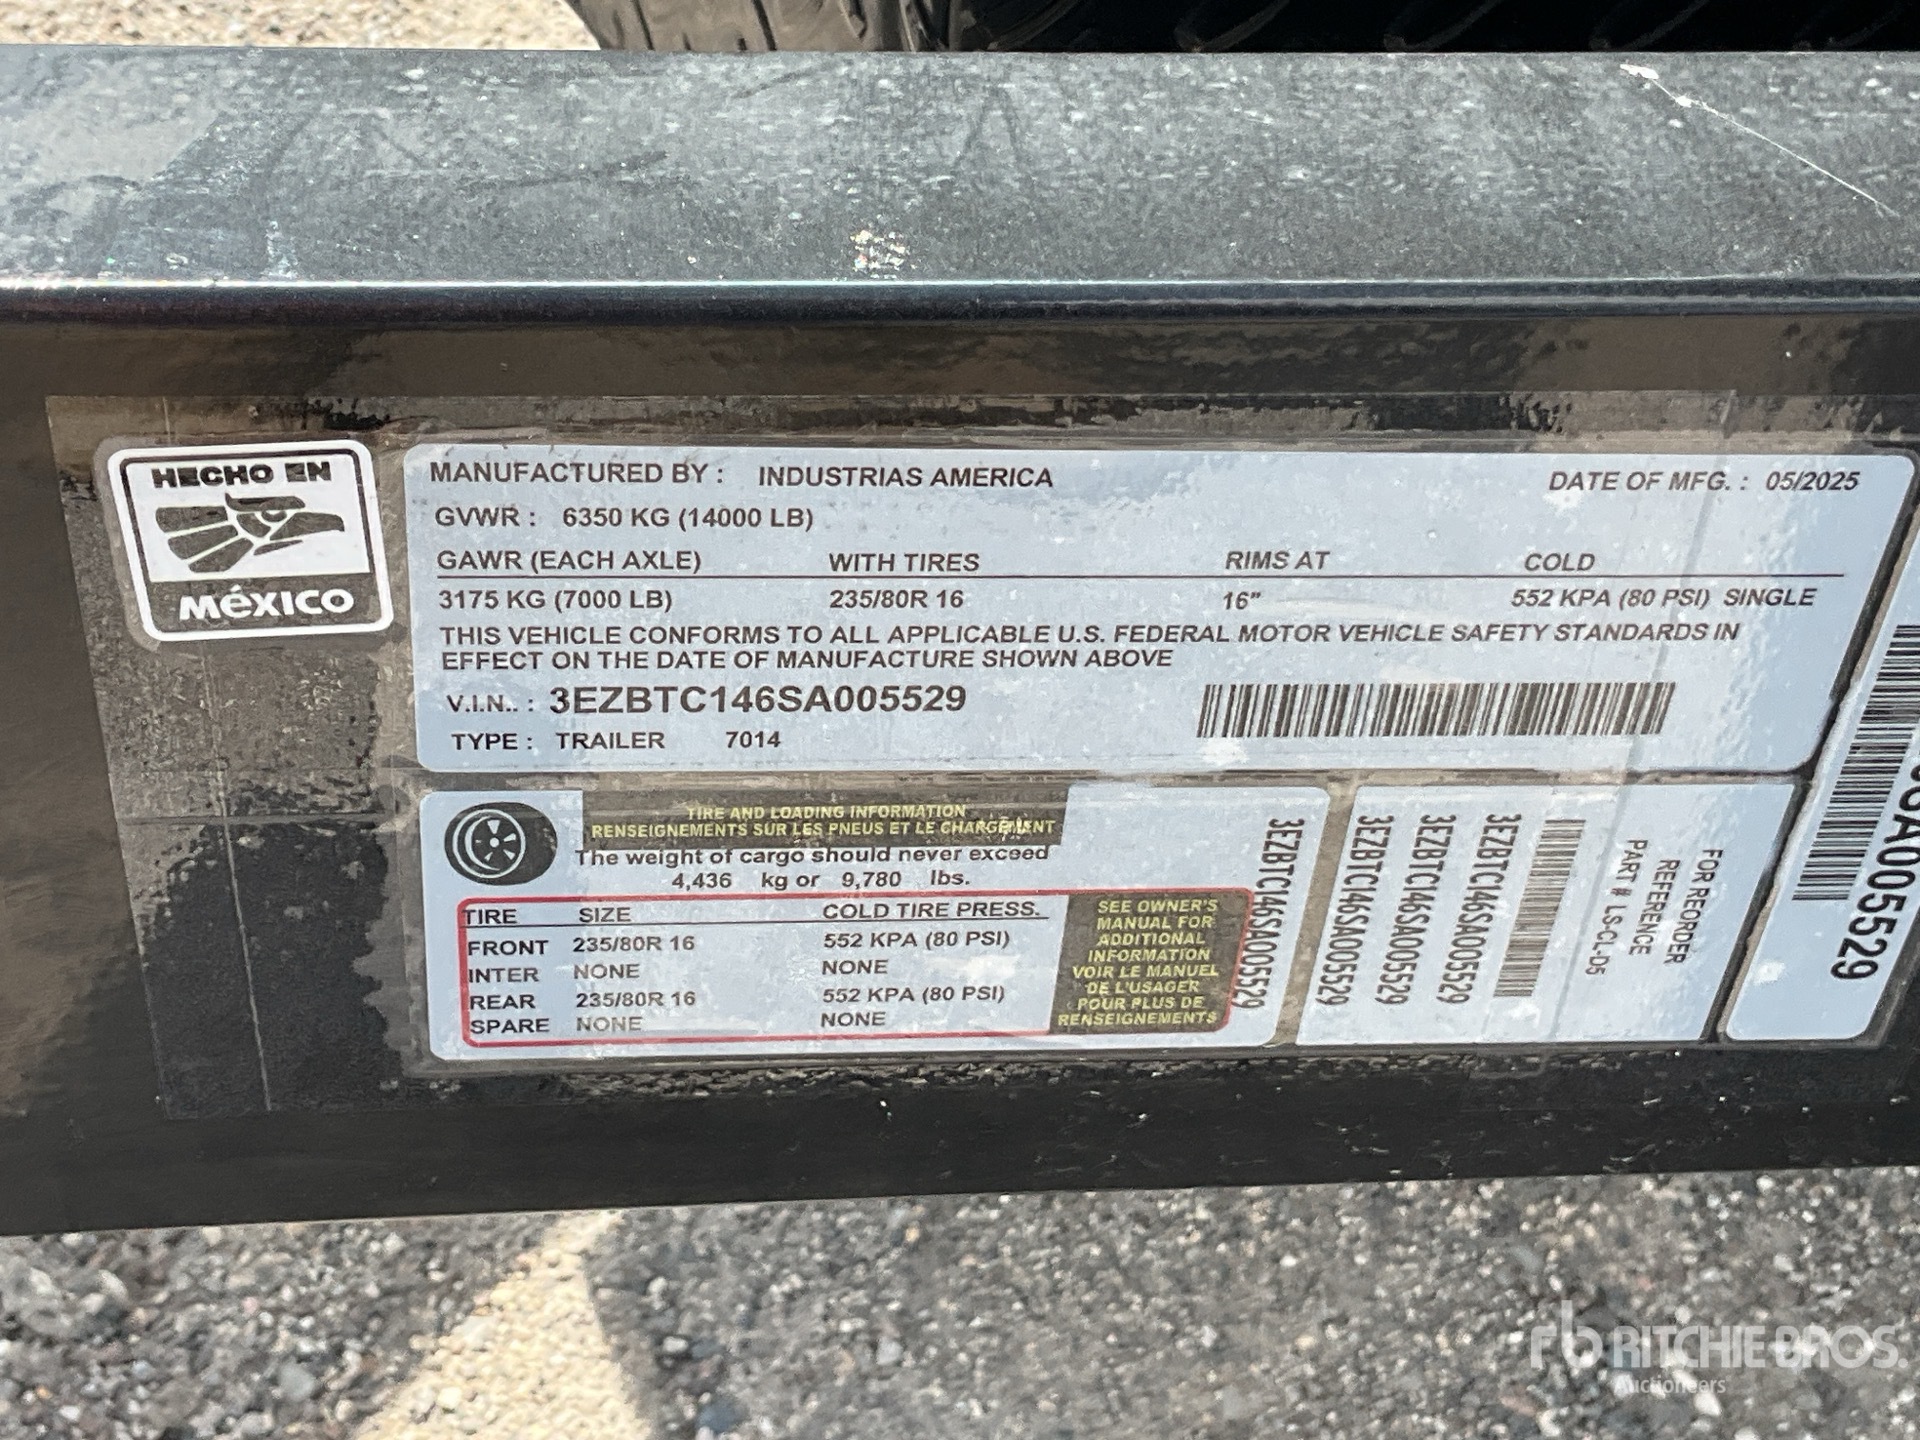 HECHO EN
MéXICO
MANUFACTURED BY : INDUSTRIAS AMERICA DATE OF MFG. : 05/2025
GVWR : 6350 KG (14000 LB)
GAWR (EACH AXLE) WITH TIRES RIMS AT COLD
3175 KG (7000 LB) 235/80R 16 16" 552 KPA (80 PSI) SINGLE
THIS VEHICLE CONFORMS TO ALL APPLICABLE U.S. FEDERAL MOTOR VEHICLE SAFETY STANDARDS IN
EFFECT ON THE DATE OF MANUFACTURE SHOWN ABOVE
V.I.N.. : 3EZBTC146SA005529
TYPE : TRAILER 7014
TIRE AND LOADING INFORMATION
RENSEIGNEMENTS SUR LES PNEUS ET LE CHARGEMENT
The weight of cargo should never exceed
4,436 kg or 9,780 lbs.
TIRE SIZE COLD TIRE PRESS.
FRONT 235/80R 16 552 KPA (80 PSI)
INTER NONE NONE
REAR 235/80R 16 552 KPA (80 PSI)
SPARE NONE NONE
SEE OWNER'S
MANUAL FOR
ADDITIONAL
INFORMATION
VOIR LE MANUEL
DE L'USAGER
POUR PLUS DE
RENSEIGNEMENTS
3EZBTC146SA005529
3EZBTC146SA005529
3EZBTC146SA005529
3EZBTC146SA005529
FOR REORDER
REFERENCE
PART # LS-CL-D5
6SA005529
rb RITCHIE BROS.
Auctioneers